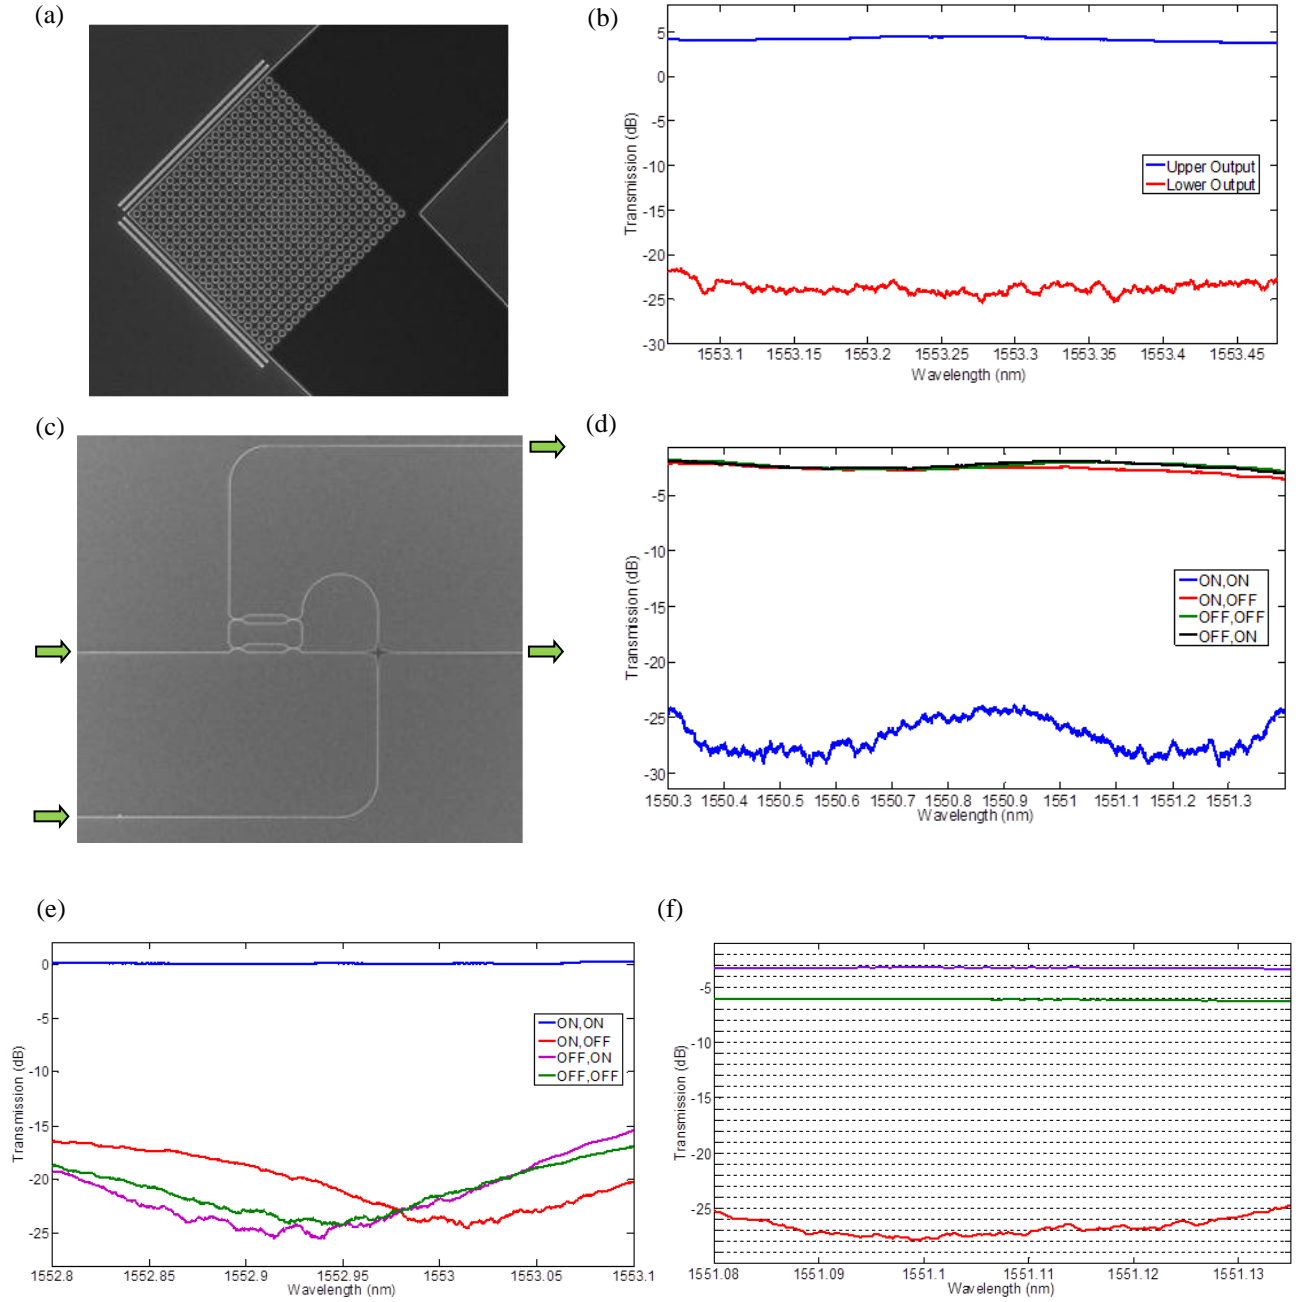 (a)
(b)
5
0
-5
-10
-15
-20
-25
-30
Transmission (dB)
Upper Output
Lower Output
1553.1
1553.15
1553.2
1553.25
1553.3
1553.35
1553.4
1553.45
Wavelength (nm)
(c)
(d)
-5
-10
-15
-20
-25
-30
Transmission (dB)
ON,ON
ON,OFF
OFF,OFF
OFF,ON
1550.3
1550.4
1550.5
1550.6
1550.7
1550.8
1550.9
1551
1551.1
1551.2
1551.3
Wavelength (nm)
(e)
0
-5
-10
-15
-20
-25
Transmission (dB)
ON,ON
ON,OFF
OFF,ON
OFF,OFF
1552.8
1552.85
1552.9
1552.95
1553
1553.05
1553.1
Wavelength (nm)
(f)
-5
-10
-15
-20
-25
Transmission (dB)
1551.08
1551.09
1551.1
1551.11
1551.12
1551.13
Wavelength (nm)